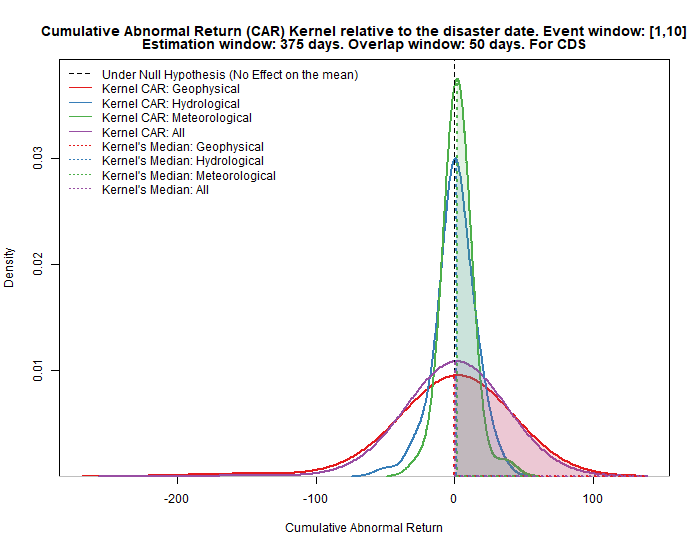 Cumulative Abnormal Return (CAR) Kernel relative to the disaster date. Event window: [1,10]
Estimation window: 375 days. Overlap window: 50 days. For CDS
Under Null Hypothesis (No Effect on the mean)
Kernel CAR: Geophysical
Kernel CAR: Hydrological
Kernel CAR: Meteorological
Kernel CAR: All
Kernel's Median: Geophysical
Kernel's Median: Hydrological
Kernel's Median: Meteorological
Kernel's Median: All
Density
0.03
0.02
0.01
-200
-100
0
100
Cumulative Abnormal Return